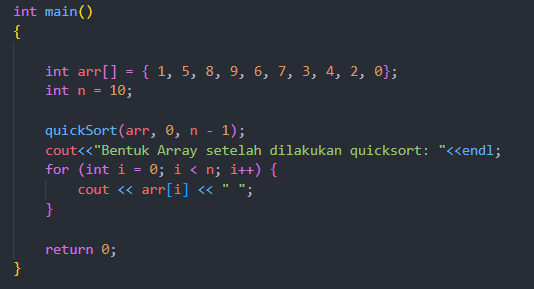 int main()
{
int arr[] = { 1, 5, 8, 9, 6, 7, 3, 4, 2, 0};
int n = 10;
quickSort(arr, 0, n - 1);
cout<<"Bentuk Array setelah dilakukan quicksort: "<<endl;
for (int i = 0; i < n; i++) {
cout << arr[i] << " ";
}
return 0;
}